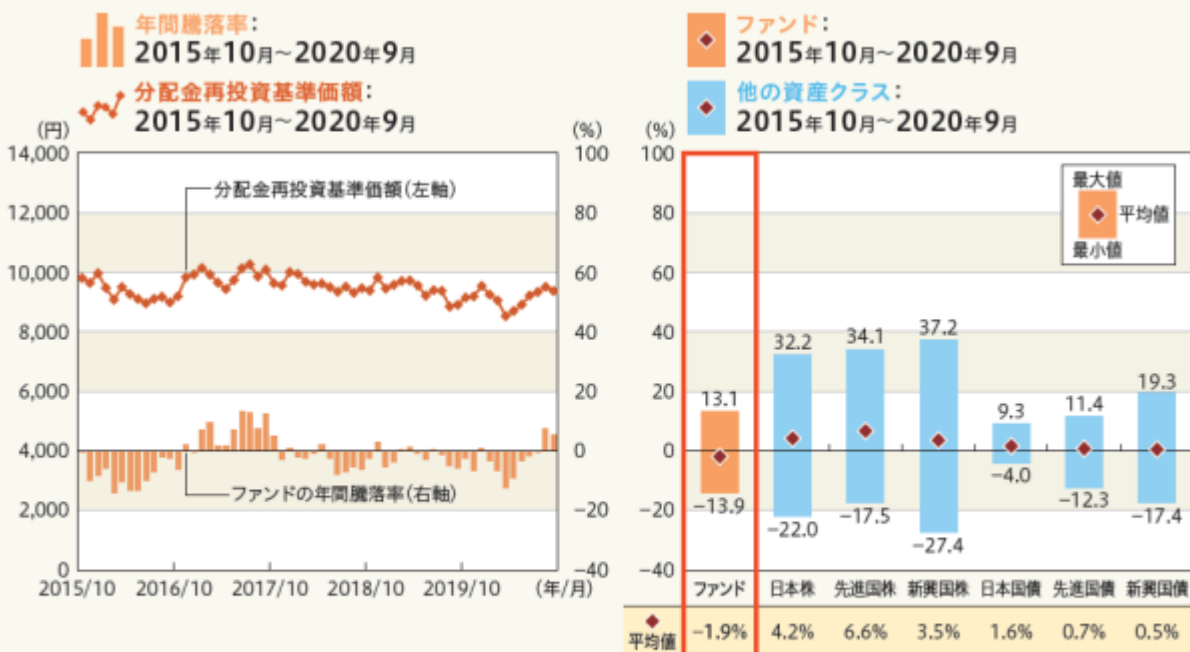 年間騰落率：
2015年10月～2020年9月
分配金再投資基準価額：
2015年10月～2020年9月
(円)
(%)
14,000
12,000
10,000
8,000
6,000
4,000
2,000
0
100
80
60
40
20
0
−20
−40
分配金再投資基準価額(左軸)
ファンドの年間騰落率(右軸)
2015/10
2016/10
2017/10
2018/10
2019/10
(年/月)
ファンド：
2015年10月～2020年9月
他の資産クラス：
2015年10月～2020年9月
(%)
100
80
60
40
20
0
−20
−40
最大値
平均値
最小値
13.1
32.2
34.1
37.2
9.3
11.4
19.3
−13.9
−22.0
−17.5
−27.4
−4.0
−12.3
−17.4
ファンド 日本株 先進国株 新興国株 日本国債 先進国債 新興国債
平均値 −1.9% 4.2% 6.6% 3.5% 1.6% 0.7% 0.5%